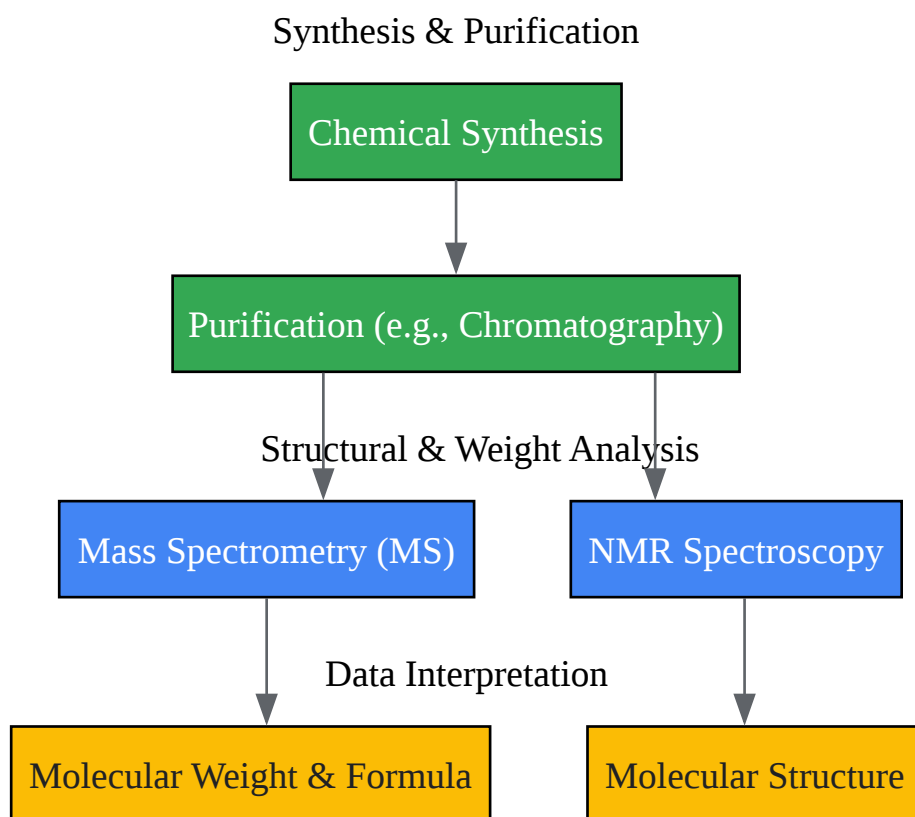 Synthesis & Purification
Chemical Synthesis
Purification (e.g., Chromatography)
Structural & Weight Analysis
Mass Spectrometry (MS)
NMR Spectroscopy
Data Interpretation
Molecular Weight & Formula
Molecular Structure